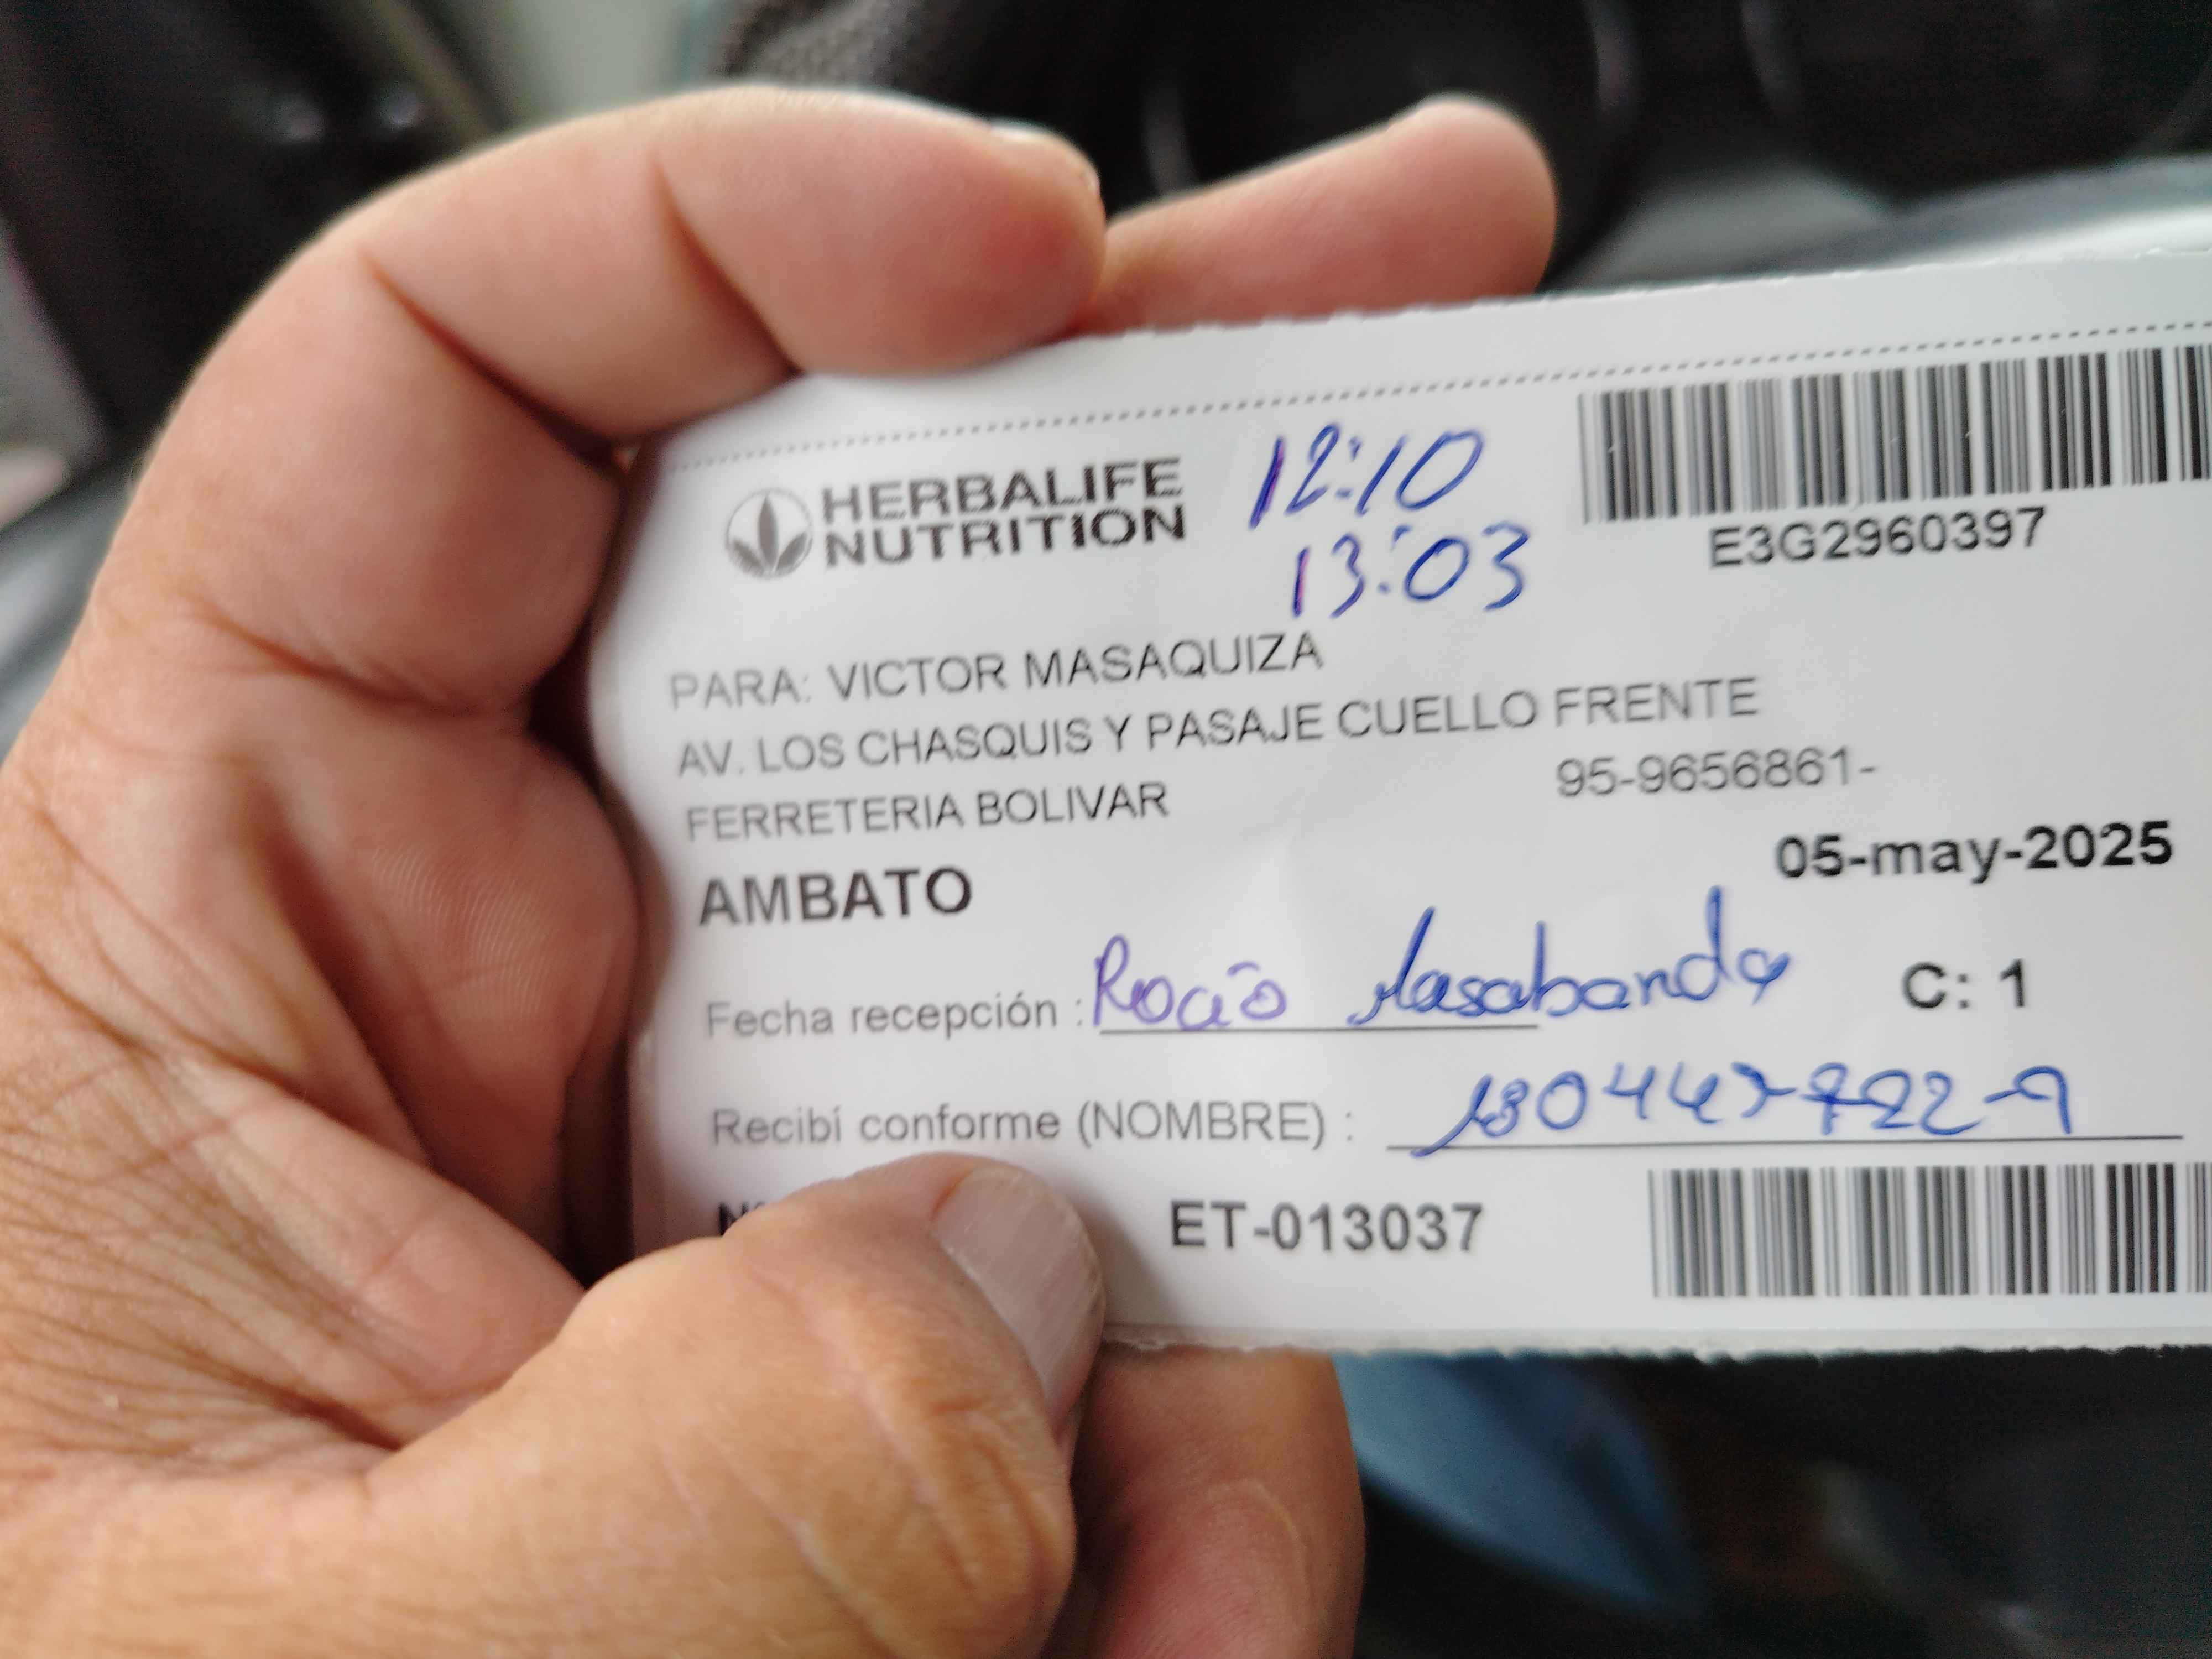 HERBALIFE
NUTRITION
12:10
13:03
E3G2960397
PARA: VICTOR MASAQUIZA
AV. LOS CHASQUIS Y PASAJE CUELLO FRENTE
FERRETERIA BOLIVAR
95-9656861-
05-may-2025
AMBATO
Fecha recepción : Rocío Masabanda
C: 1
Recibí conforme (NOMBRE) :
ET-013037